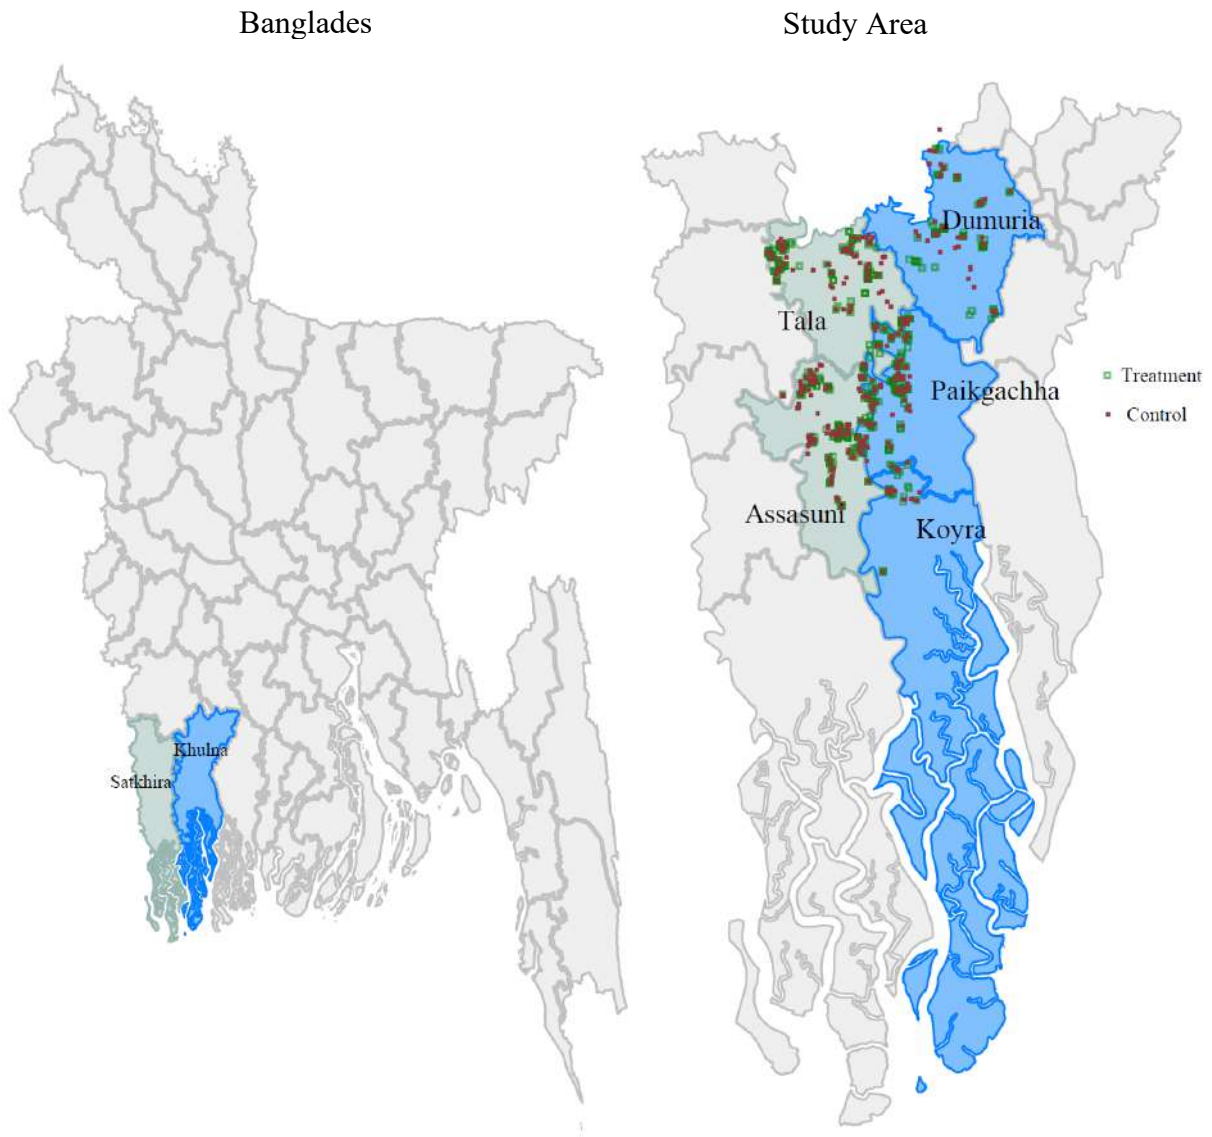 Banglades
Study Area
Dumuria
Tala
Treatment
Paikgachha
Control
Assasuni
Koyra
Khulna
Satkhira